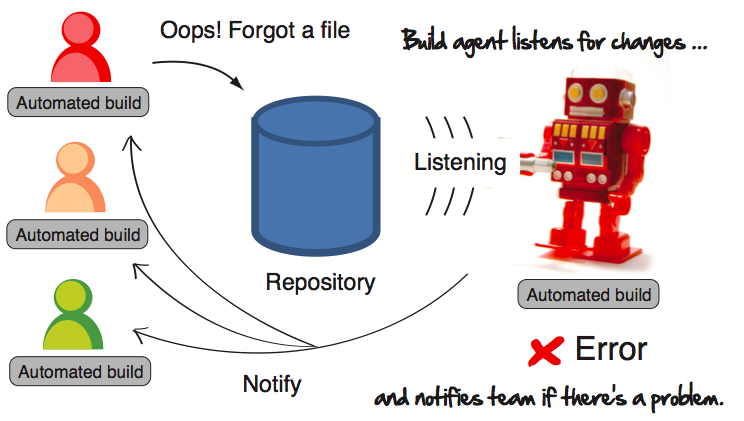 Oops! Forgot a file
Build agent listens for changes ...
Automated build
Listening
Automated build
Repository
Automated build
Automated build
Error
Notify
and notifies team if there's a problem.